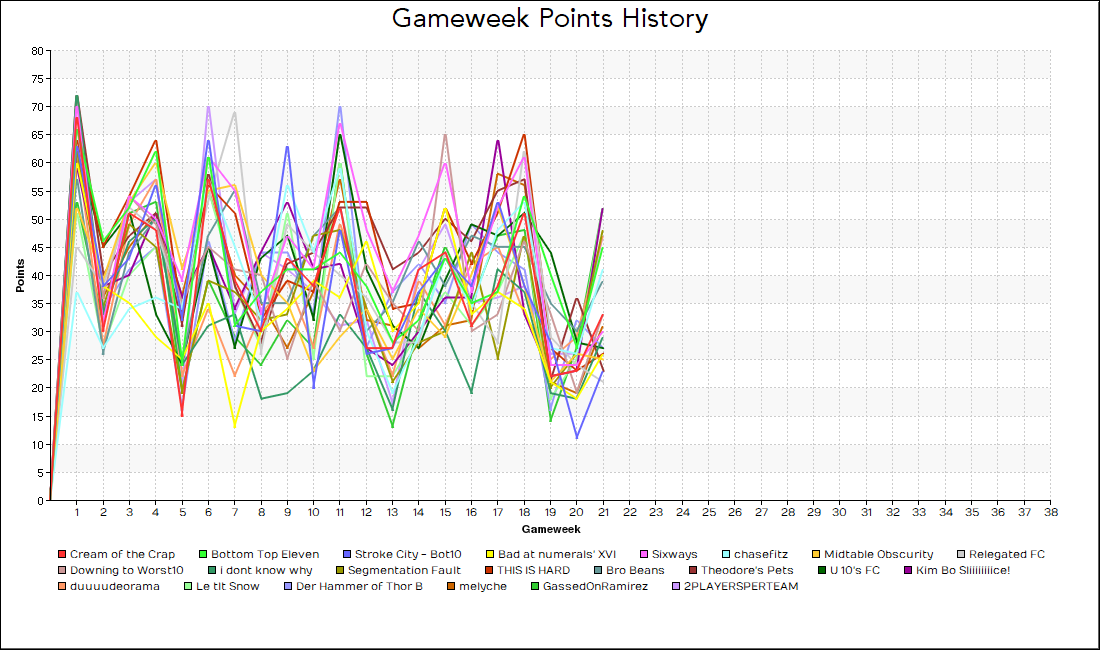 Gameweek Points History
80
75
70
65
60
55
50
45
40
35
30
25
20
15
10
5
0
Points
1 2 3 4 5 6 7 8 9 10 11 12 13 14 15 16 17 18 19 20 21 22 23 24 25 26 27 28 29 30 31 32 33 34 35 36 37 38
Gameweek
Cream of the Crap Bottom Top Eleven Stroke City - Bot10 Bad at numerals' XVI Sixways chasefitz Midtable Obscurity Relegated FC
Downing to Worst10 i dont know why Segmentation Fault THIS IS HARD Bro Beans Theodore's Pets U 10's FC Kim Bo Sliiiiiiiice!
duuuudeorama Le tit Snow Der Hammer of Thor B melyche GassedOnRamirez 2PLAYERSPERTEAM